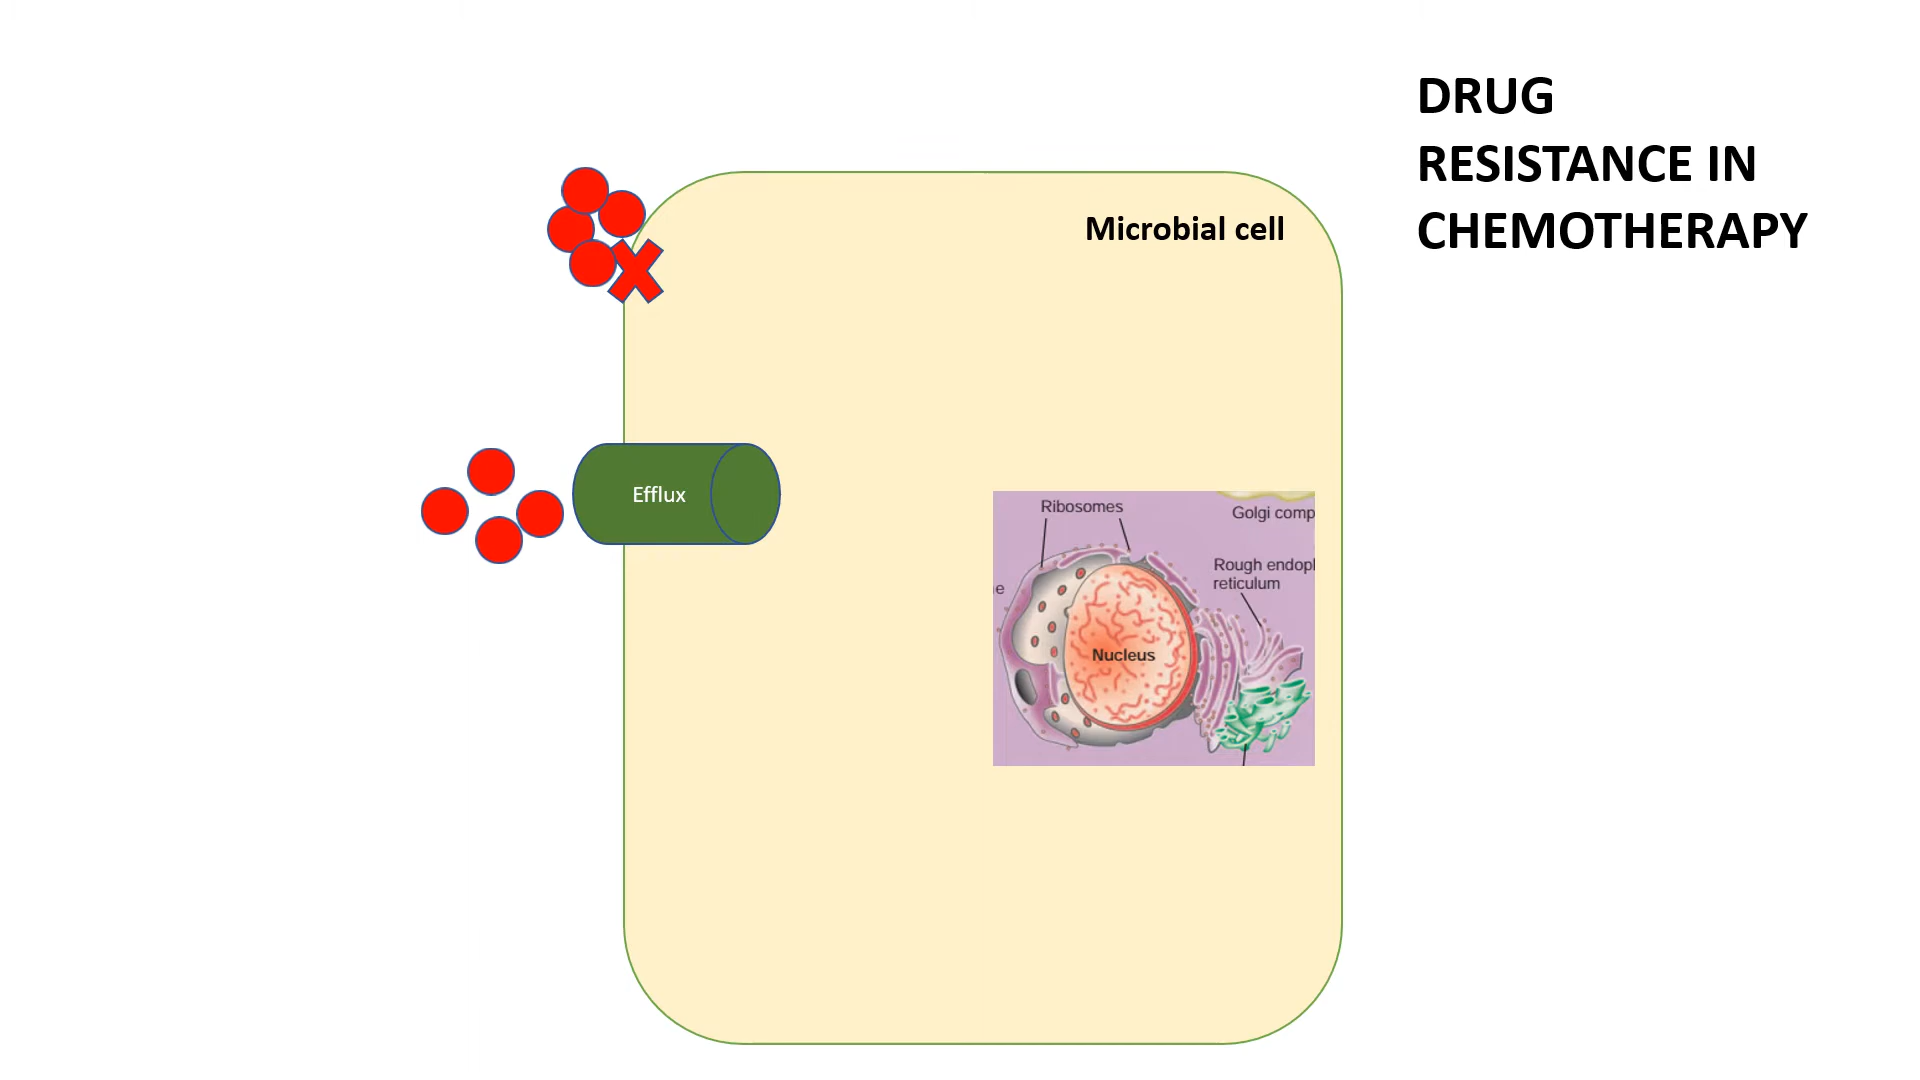 DRUG
RESISTANCE IN
CHEMOTHERAPY
Microbial cell
Efflux
Ribosomes
Golgi comp
Rough endopl
reticulum
e
Nucleus